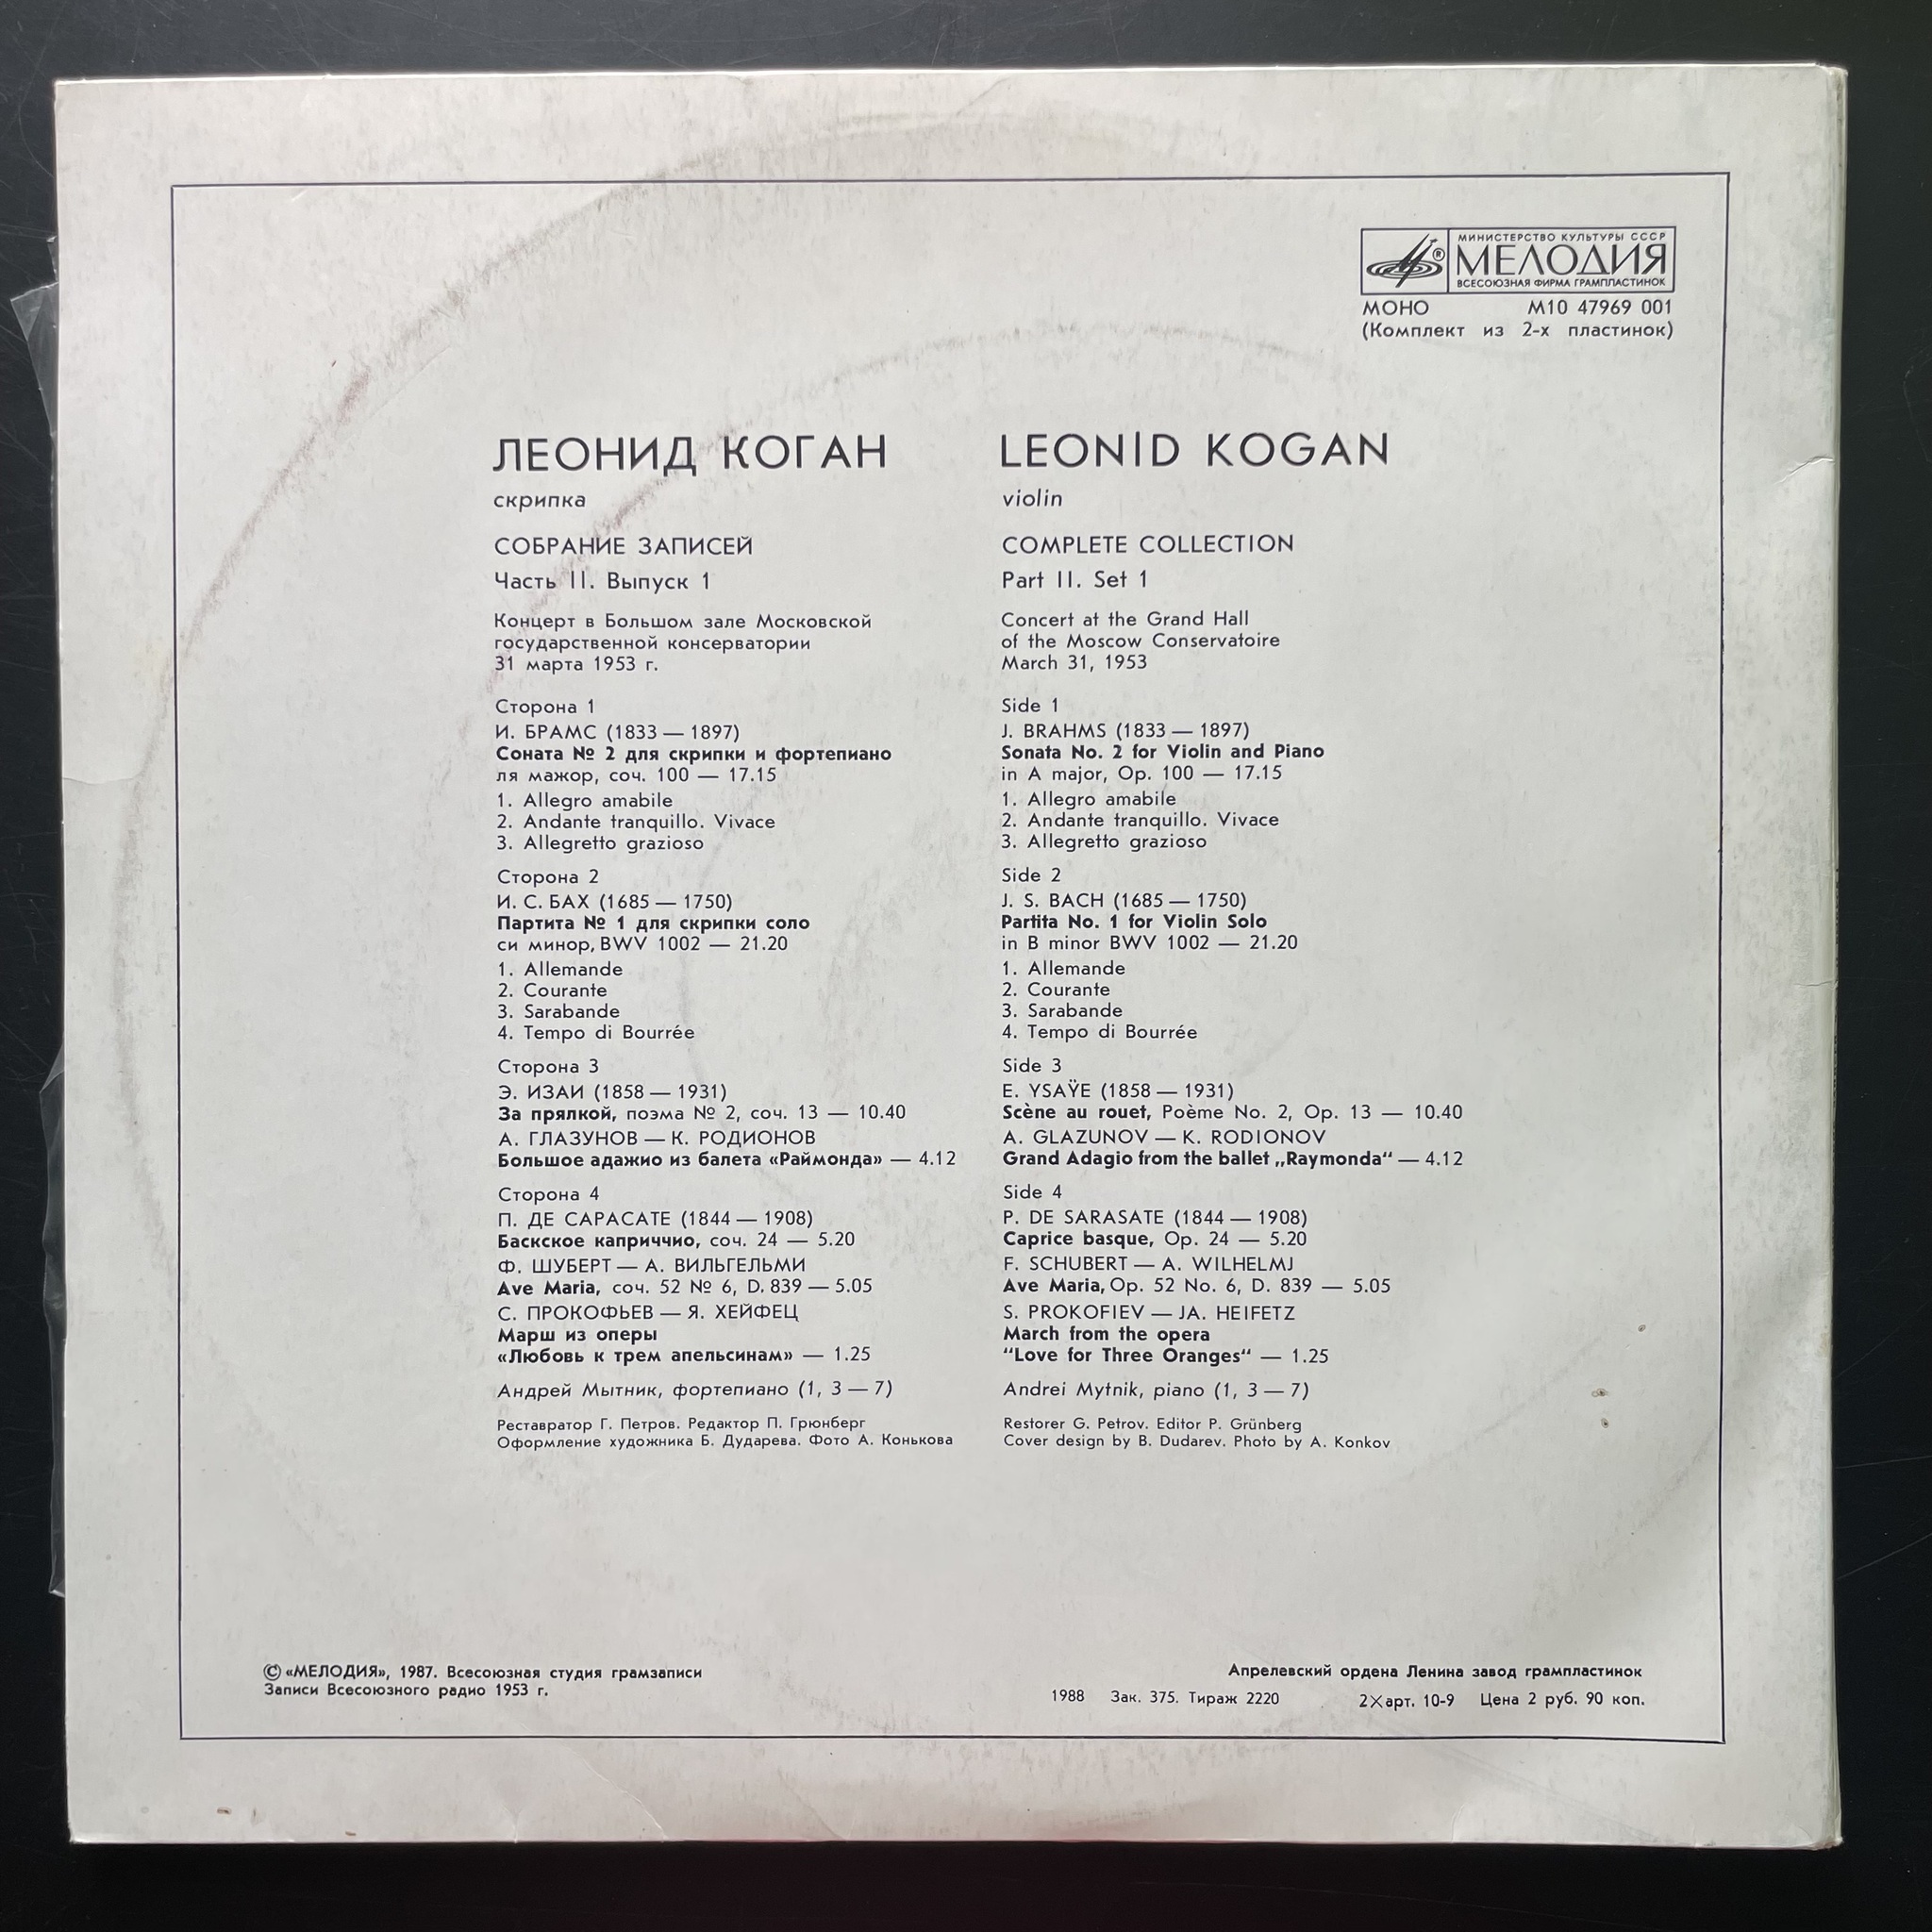 МИНИСТЕРСТВО КУЛЬТУРЫ СССР
МЕЛОДИЯ
®
ВСЕСОЮЗНАЯ ФИРМА ГРАМПЛАСТИНОК
МОНО М10 47969 001
(Комплект из 2-х пластинок)
ЛЕОНИД КОГАН
скрипка
СОБРАНИЕ ЗАПИСЕЙ
Часть II. Выпуск 1
Концерт в Большом зале Московской
государственной консерватории
31 марта 1953 г.
Сторона 1
И. БРАМС (1833 — 1897)
Соната № 2 для скрипки и фортепиано
ля мажор, соч. 100 — 17.15
1. Allegro amabile
2. Andante tranquillo. Vivace
3. Allegretto grazioso
Сторона 2
И. С. БАХ (1685 — 1750)
Партита № 1 для скрипки соло
си минор, BWV 1002 — 21.20
1. Allemande
2. Courante
3. Sarabande
4. Tempo di Bourrée
Сторона 3
Э. ИЗАИ (1858 — 1931)
За прялкой, поэма № 2, соч. 13 — 10.40
А. ГЛАЗУНОВ — К. РОДИОНОВ
Большое адажио из балета «Раймонда» — 4.12
Сторона 4
П. ДЕ САРАСАТЕ (1844 — 1908)
Баскское каприччио, соч. 24 — 5.20
Ф. ШУБЕРТ — А. ВИЛЬГЕЛЬМИ
Ave Maria, соч. 52 № 6, D. 839 — 5.05
С. ПРОКОФЬЕВ — Я. ХЕЙФЕЦ
Марш из оперы
«Любовь к трем апельсинам» — 1.25
Андрей Мытник, фортепиано (1, 3 — 7)
Реставратор Г. Петров. Редактор П. Грюнберг
Оформление художника Б. Дударева. Фото А. Конькова
LEONID KOGAN
violin
COMPLETE COLLECTION
Part II. Set 1
Concert at the Grand Hall
of the Moscow Conservatoire
March 31, 1953
Side 1
J. BRAHMS (1833 — 1897)
Sonata No. 2 for Violin and Piano
in A major, Op. 100 — 17.15
1. Allegro amabile
2. Andante tranquillo. Vivace
3. Allegretto grazioso
Side 2
J. S. BACH (1685 — 1750)
Partita No. 1 for Violin Solo
in B minor BWV 1002 — 21.20
1. Allemande
2. Courante
3. Sarabande
4. Tempo di Bourrée
Side 3
E. YSAŸE (1858 — 1931)
Scène au rouet, Poème No. 2, Op. 13 — 10.40
A. GLAZUNOV — K. RODIONOV
Grand Adagio from the ballet „Raymonda“ — 4.12
Side 4
P. DE SARASATE (1844 — 1908)
Caprice basque, Op. 24 — 5.20
F. SCHUBERT — A. WILHELMJ
Ave Maria, Op. 52 No. 6, D. 839 — 5.05
S. PROKOFIEV — JA. HEIFETZ
March from the opera
“Love for Three Oranges“ — 1.25
Andrei Mytnik, piano (1, 3 — 7)
Restorer G. Petrov. Editor P. Grünberg
Cover design by B. Dudarev. Photo by A. Konkov
© «МЕЛОДИЯ», 1987. Всесоюзная студия грамзаписи
Записи Всесоюзного радио 1953 г.
Апрелевский ордена Ленина завод грампластинок
1988 Зак. 375. Тираж 2220 2×арт. 10-9 Цена 2 руб. 90 коп.